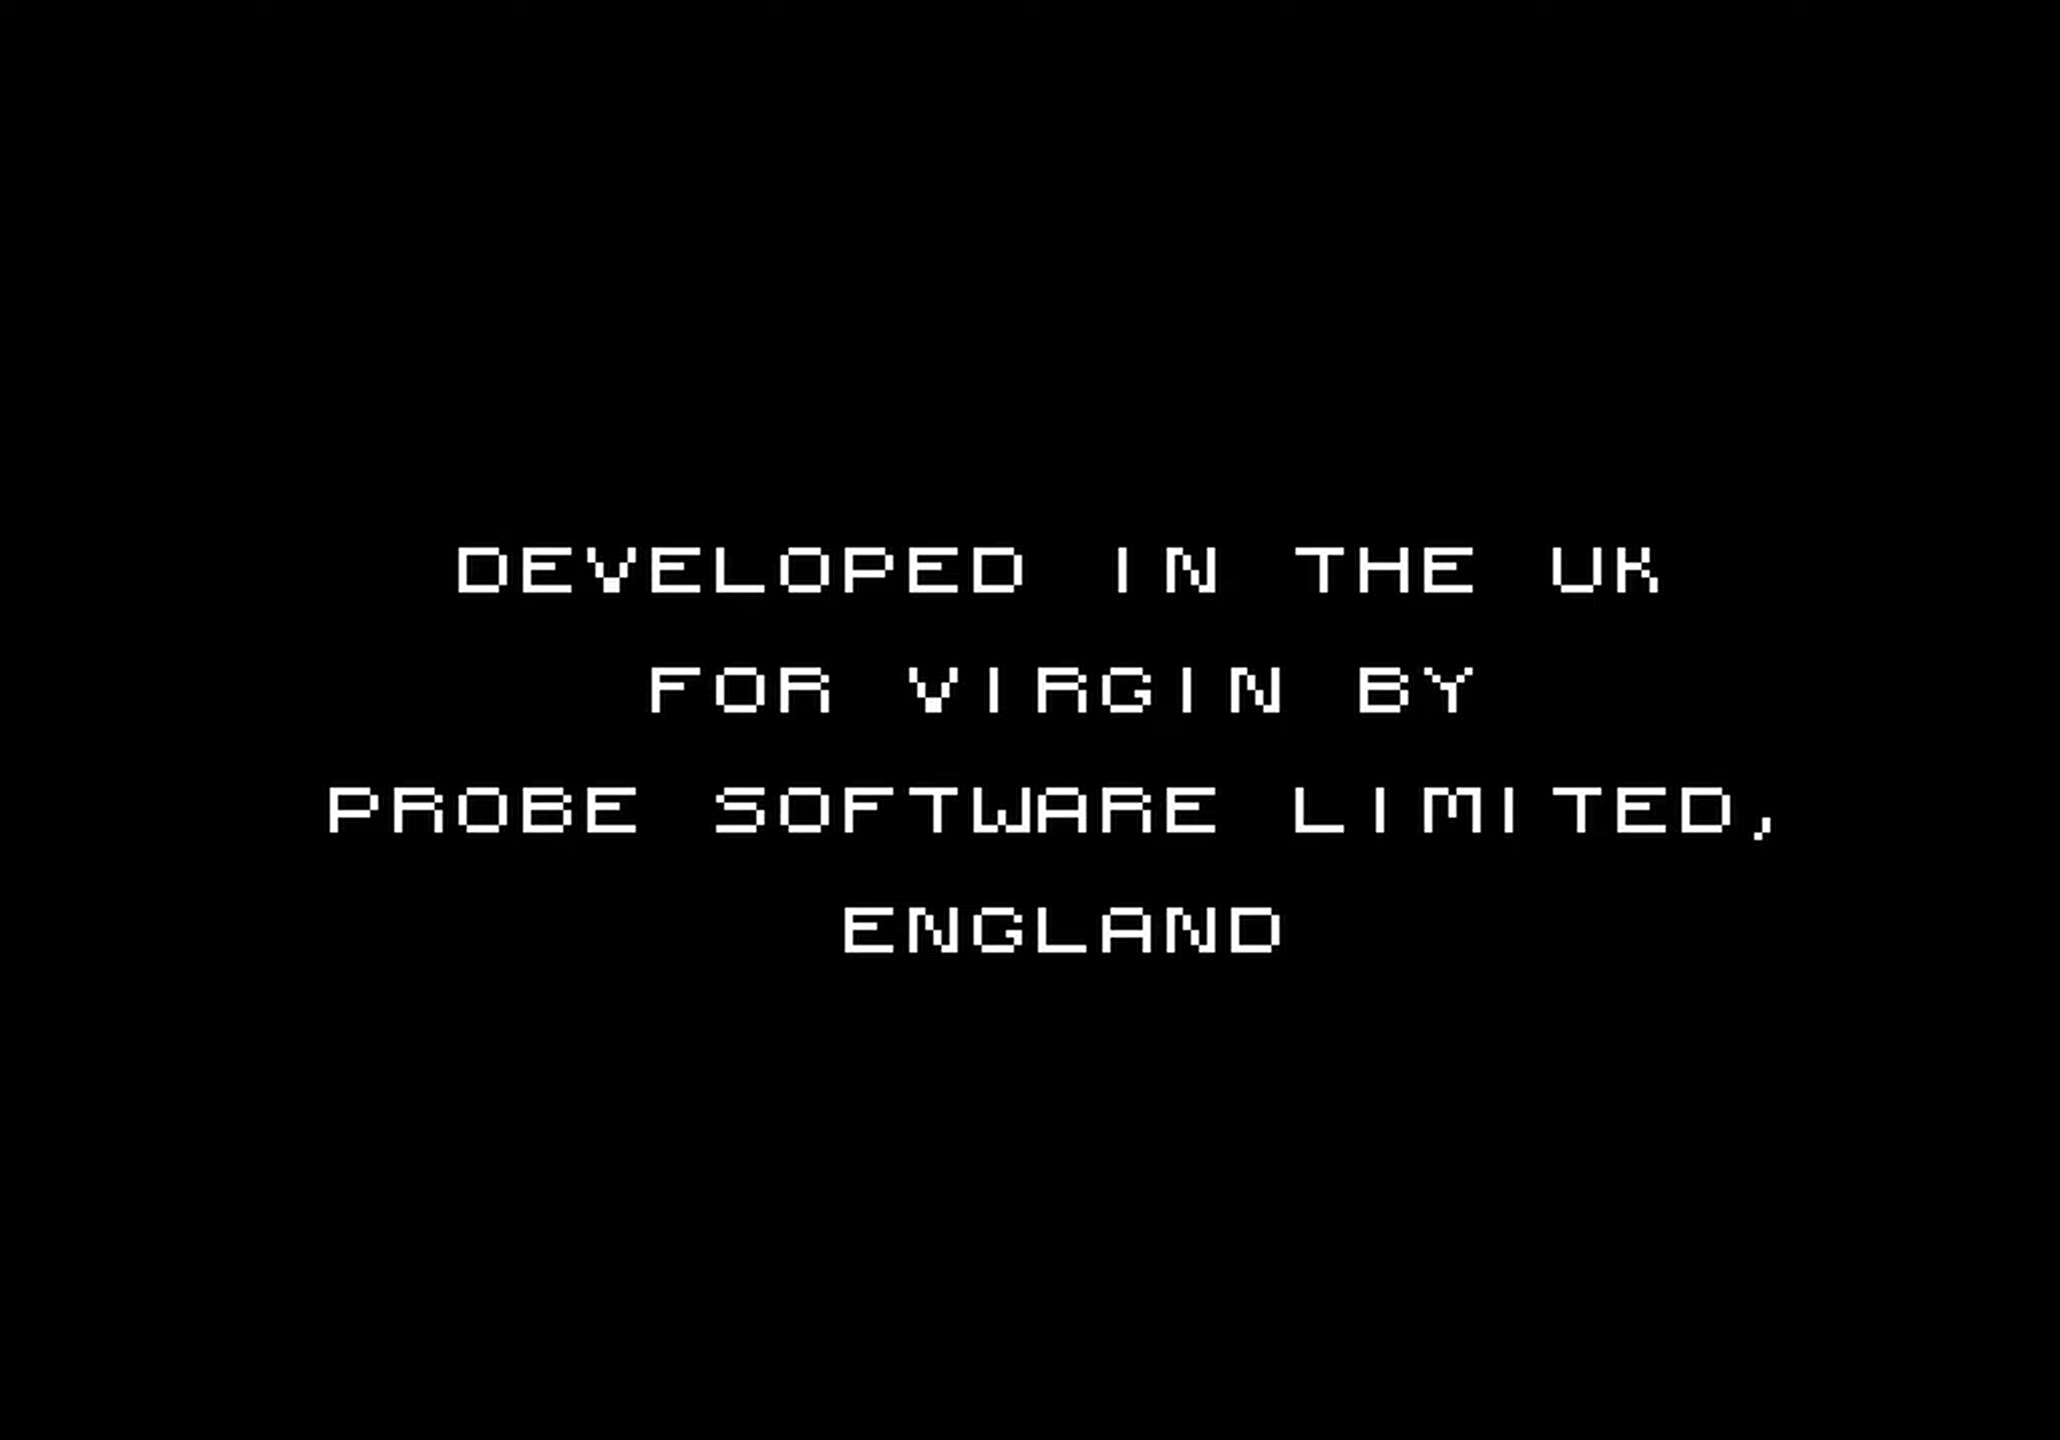 DEVELOPED IN THE UK
FOR VIRGIN BY
PROBE SOFTWARE LIMITED,
ENGLAND